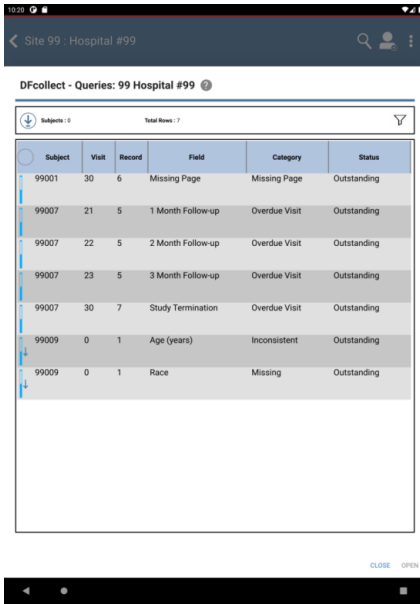 10:20
Site 99 : Hospital #99
DFcollect - Queries: 99 Hospital #99 ?
Subjects : 0 Total Rows : 7
Subject Visit Record Field Category Status
99001 30 6 Missing Page Missing Page Outstanding
99007 21 5 1 Month Follow-up Overdue Visit Outstanding
99007 22 5 2 Month Follow-up Overdue Visit Outstanding
99007 23 5 3 Month Follow-up Overdue Visit Outstanding
99007 30 7 Study Termination Overdue Visit Outstanding
99009 0 1 Age (years) Inconsistent Outstanding
99009 0 1 Race Missing Outstanding
CLOSE OPEN